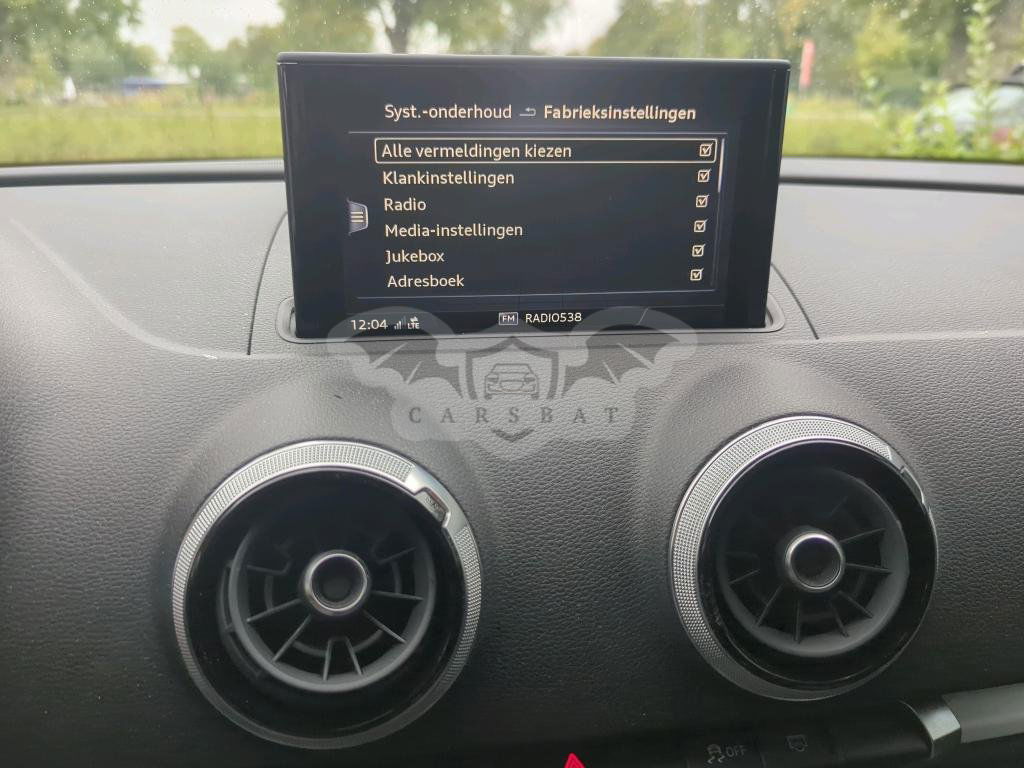 Syst.-onderhoud Fabrieksinstellingen
Alle vermeldingen kiezen
Klankinstellingen
Radio
Media-instellingen
Jukebox
Adresboek
12:04 LTE FM RADIO538
CARSBAT
OFF